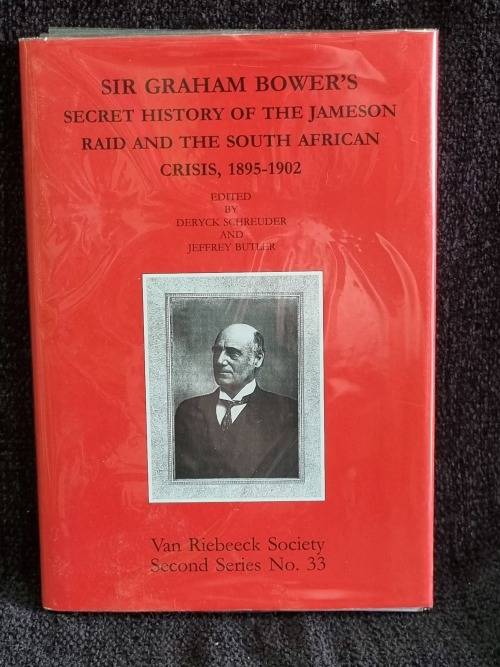 SIR GRAHAM BOWER'S
SECRET HISTORY OF THE JAMESON
RAID AND THE SOUTH AFRICAN
CRISIS, 1895-1902
EDITED
BY
DERYCK SCHREUDER
AND
JEFFREY BUTLER
Van Riebeeck Society
Second Series No. 33